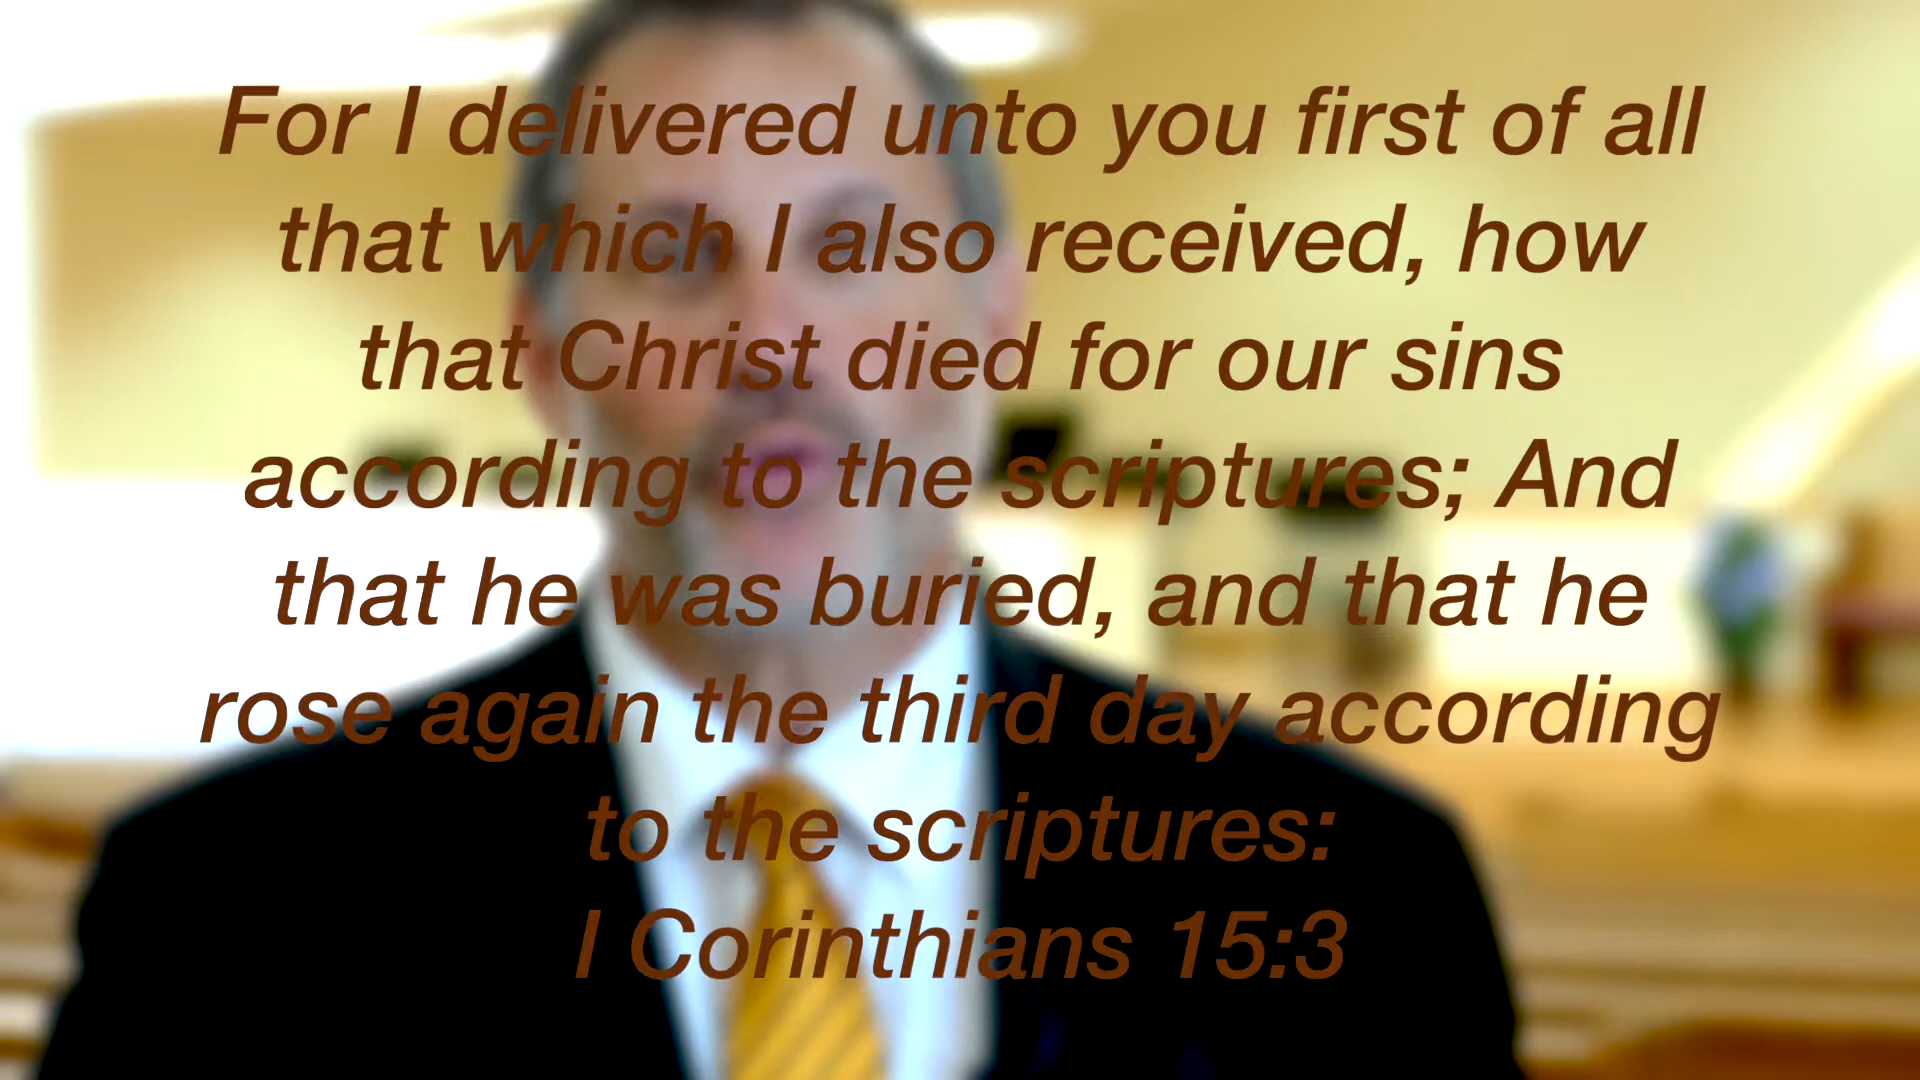 For I delivered unto you first of all
that which I also received, how
that Christ died for our sins
according to the scriptures; And
that he was buried, and that he
rose again the third day according
to the scriptures:
I Corinthians 15:3